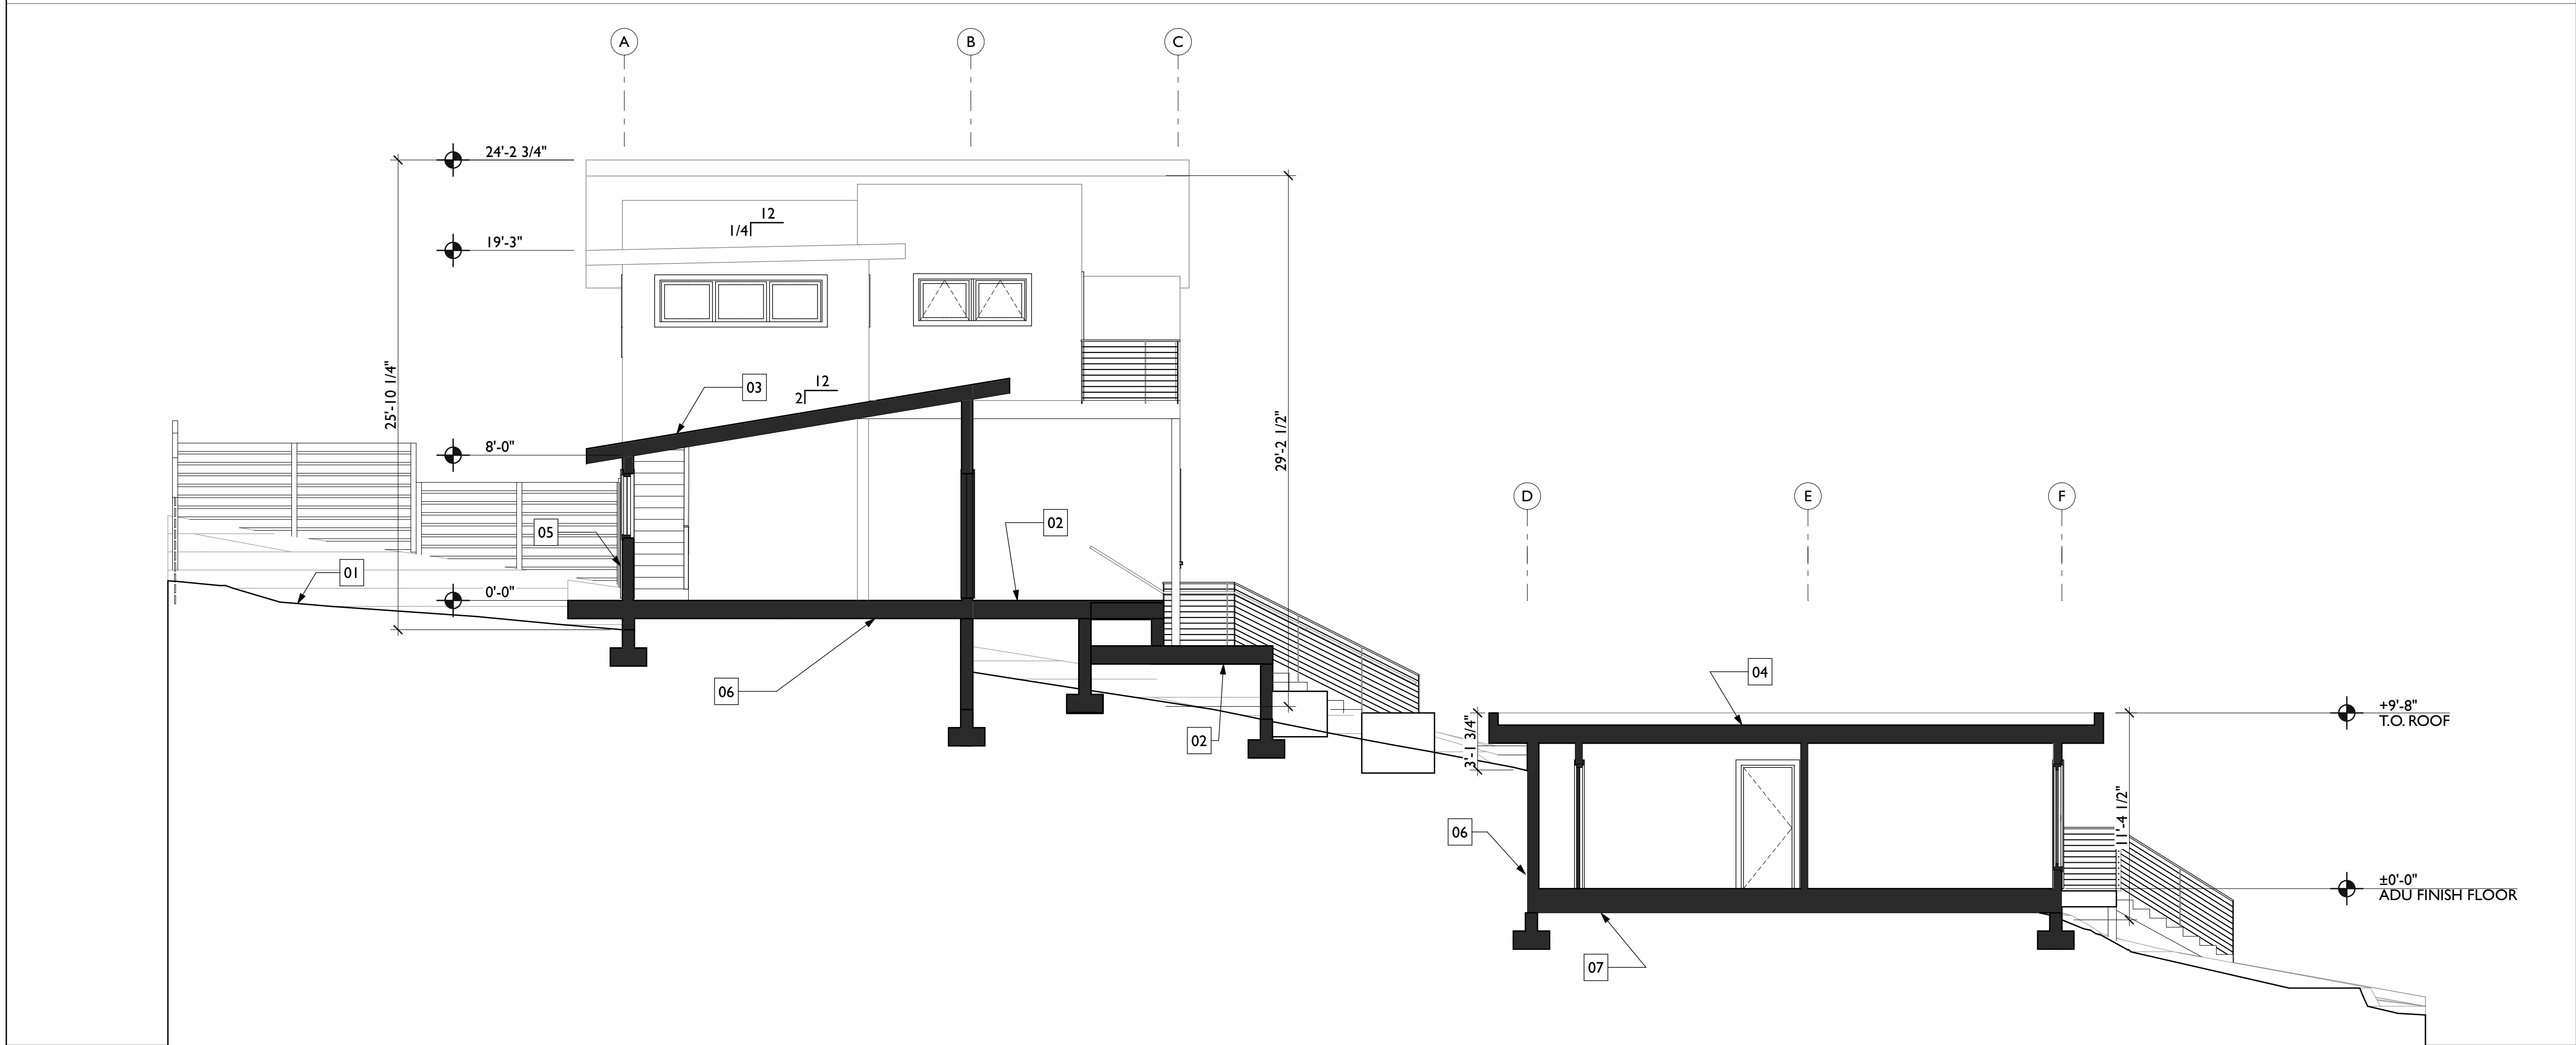 A
B
C
24'-2 3/4"
19'-3"
12
1/4
25'-10 1/4"
12
2
03
29'-2 1/2"
8'-0"
D
E
F
05
02
01
0'-0"
06
04
02
3'-1 3/4"
+9'-8"
T.O. ROOF
11'-4 1/2"
06
±0'-0"
ADU FINISH FLOOR
07